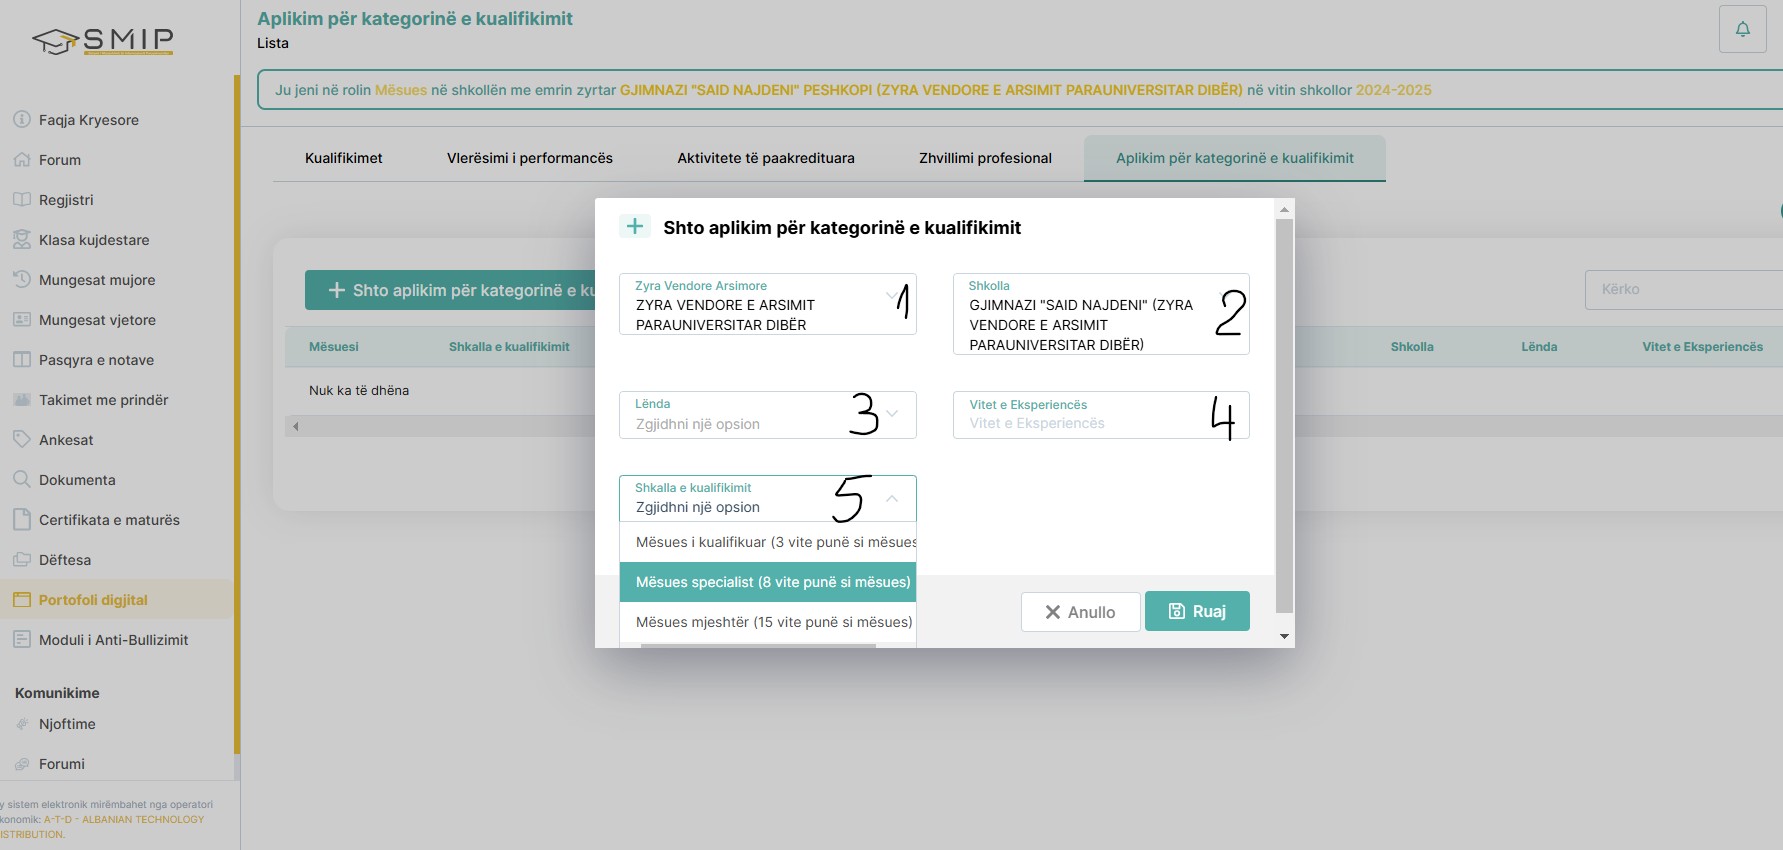 SMIP
Faqja Kryesore
Forum
Regjistri
Klasa kujdestare
Mungesat mujore
Mungesat vjetore
Pasqyra e notave
Takimet me prindër
Ankesat
Dokumenta
Certifikata e maturës
Dëftesa
Portofoli digjital
Moduli i Anti-Bullizimit
Komunikime
Njoftime
Forumi
y sistem elektronik mirëmbahet nga operatori
konomik: A-T-D - ALBANIAN TECHNOLOGY
ISTRIBUTION.
Aplikim për kategorinë e kualifikimit
Lista
Ju jeni në rolin Mësues në shkollën me emrin zyrtar GJIMNAZI "SAID NAJDENI" PESHKOPI (ZYRA VENDORE E ARSIMIT PARAUNIVERSITAR DIBËR) në vitin shkollor 2024-2025
Kualifikimet
Vlerësimi i performancës
Aktivitete të paakredituara
Zhvillimi profesional
Aplikim për kategorinë e kualifikimit
Shto aplikim për kategorinë e ku
Kërko
Mësuesi
Shkalla e kualifikimit
Shkolla
Lënda
Vitet e Eksperiencës
Nuk ka të dhëna
Shto aplikim për kategorinë e kualifikimit
Zyra Vendore Arsimore
ZYRA VENDORE E ARSIMIT
PARAUNIVERSITAR DIBËR
1
Shkolla
GJIMNAZI "SAID NAJDENI" (ZYRA
VENDORE E ARSIMIT
PARAUNIVERSITAR DIBËR)
2
Lënda
Zgjidhni një opsion
3
Vitet e Eksperiencës
Vitet e Eksperiencës
4
Shkalla e kualifikimit
Zgjidhni një opsion
5
Mësues i kualifikuar (3 vite punë si mësues
Mësues specialist (8 vite punë si mësues)
Mësues mjeshtër (15 vite punë si mësues)
Anullo
Ruaj